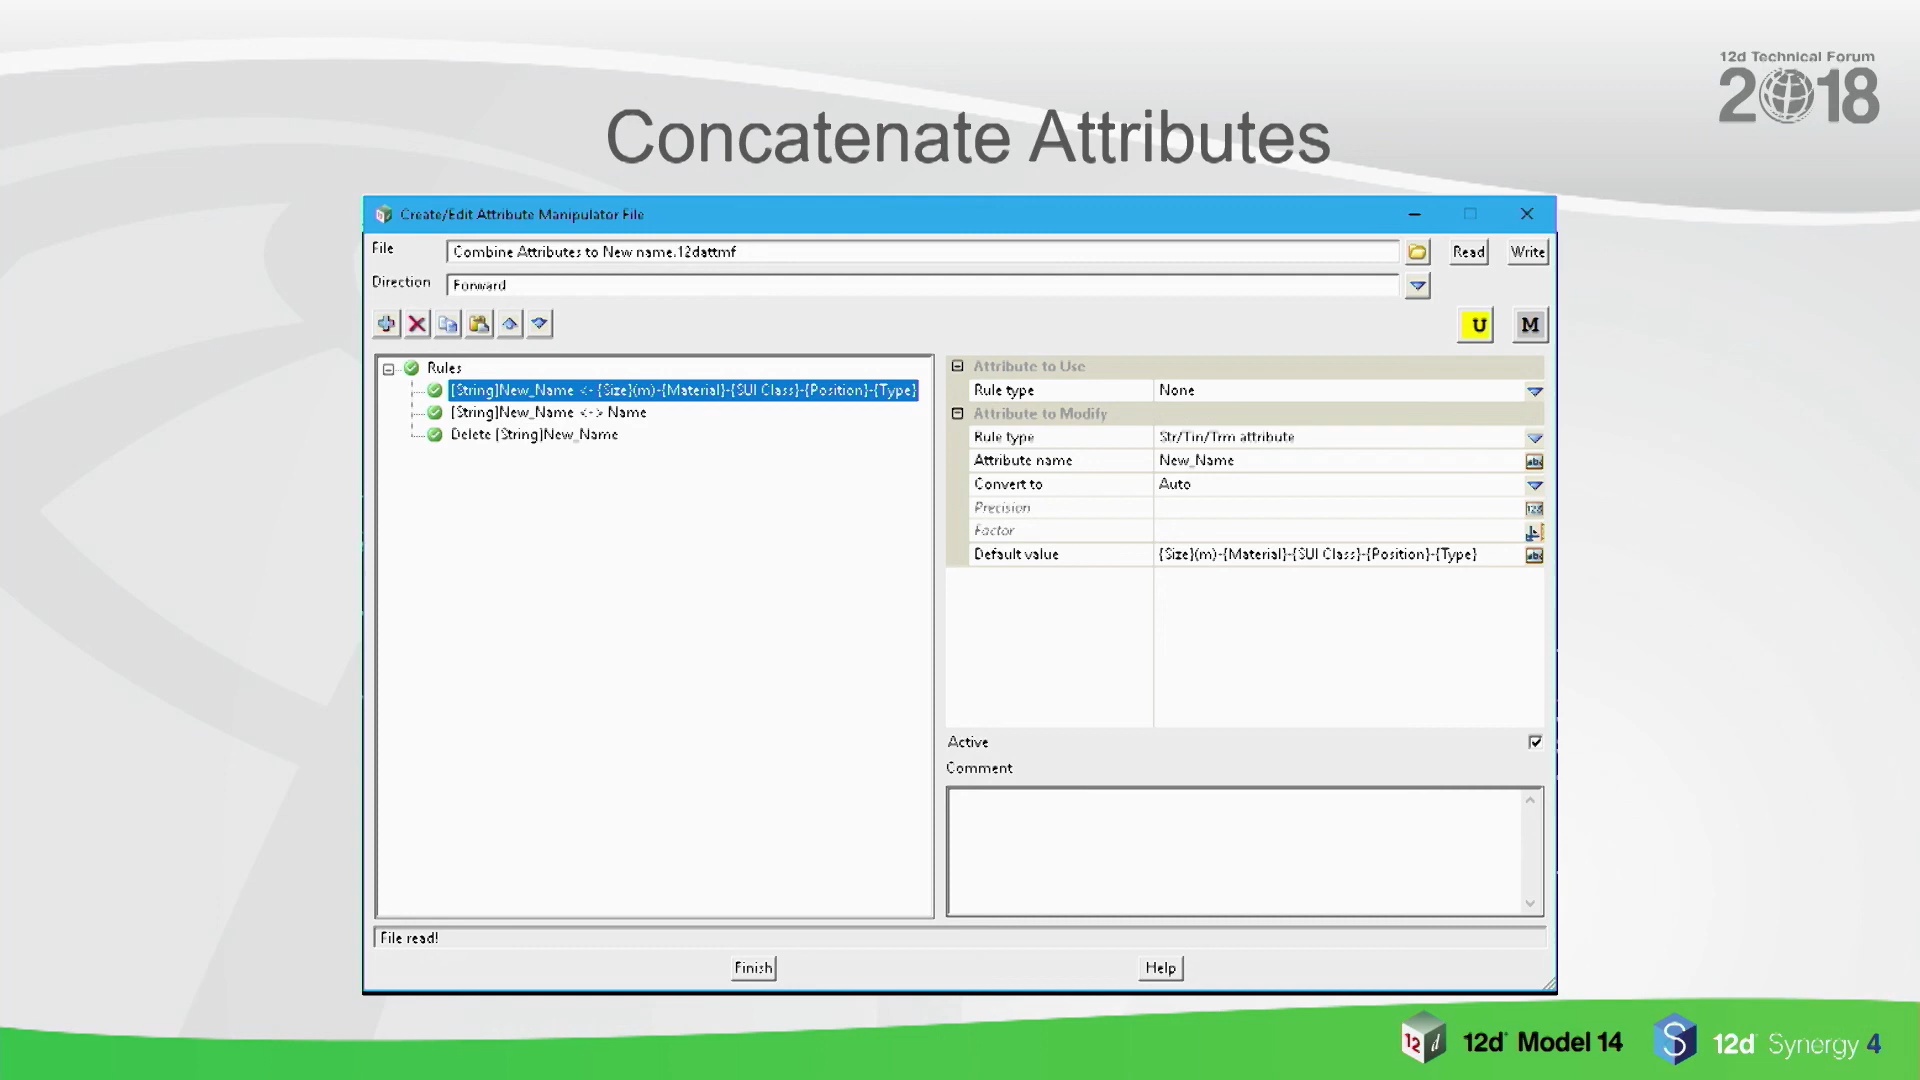 12d Technical Forum
2018
Concatenate Attributes
Create/Edit Attribute Manipulator File
File
Combine Attributes to New name.12dattmf
Read
Write
Direction
Forward
U
M
Rules
[String]New_Name <- {Size}(m)-{Material}-{SUI Class}-{Position}-{Type}
[String]New_Name <-> Name
Delete [String]New_Name
Attribute to Use
Rule type
None
Attribute to Modify
Rule type
Str/Tin/Trm attribute
Attribute name
New_Name
abc
Convert to
Auto
Precision
123
Factor
Default value
{Size}(m)-{Material}-{SUI Class}-{Position}-{Type}
abc
Active
Comment
File read!
Finish
Help
12d
12d Model 14
S
12d Synergy 4